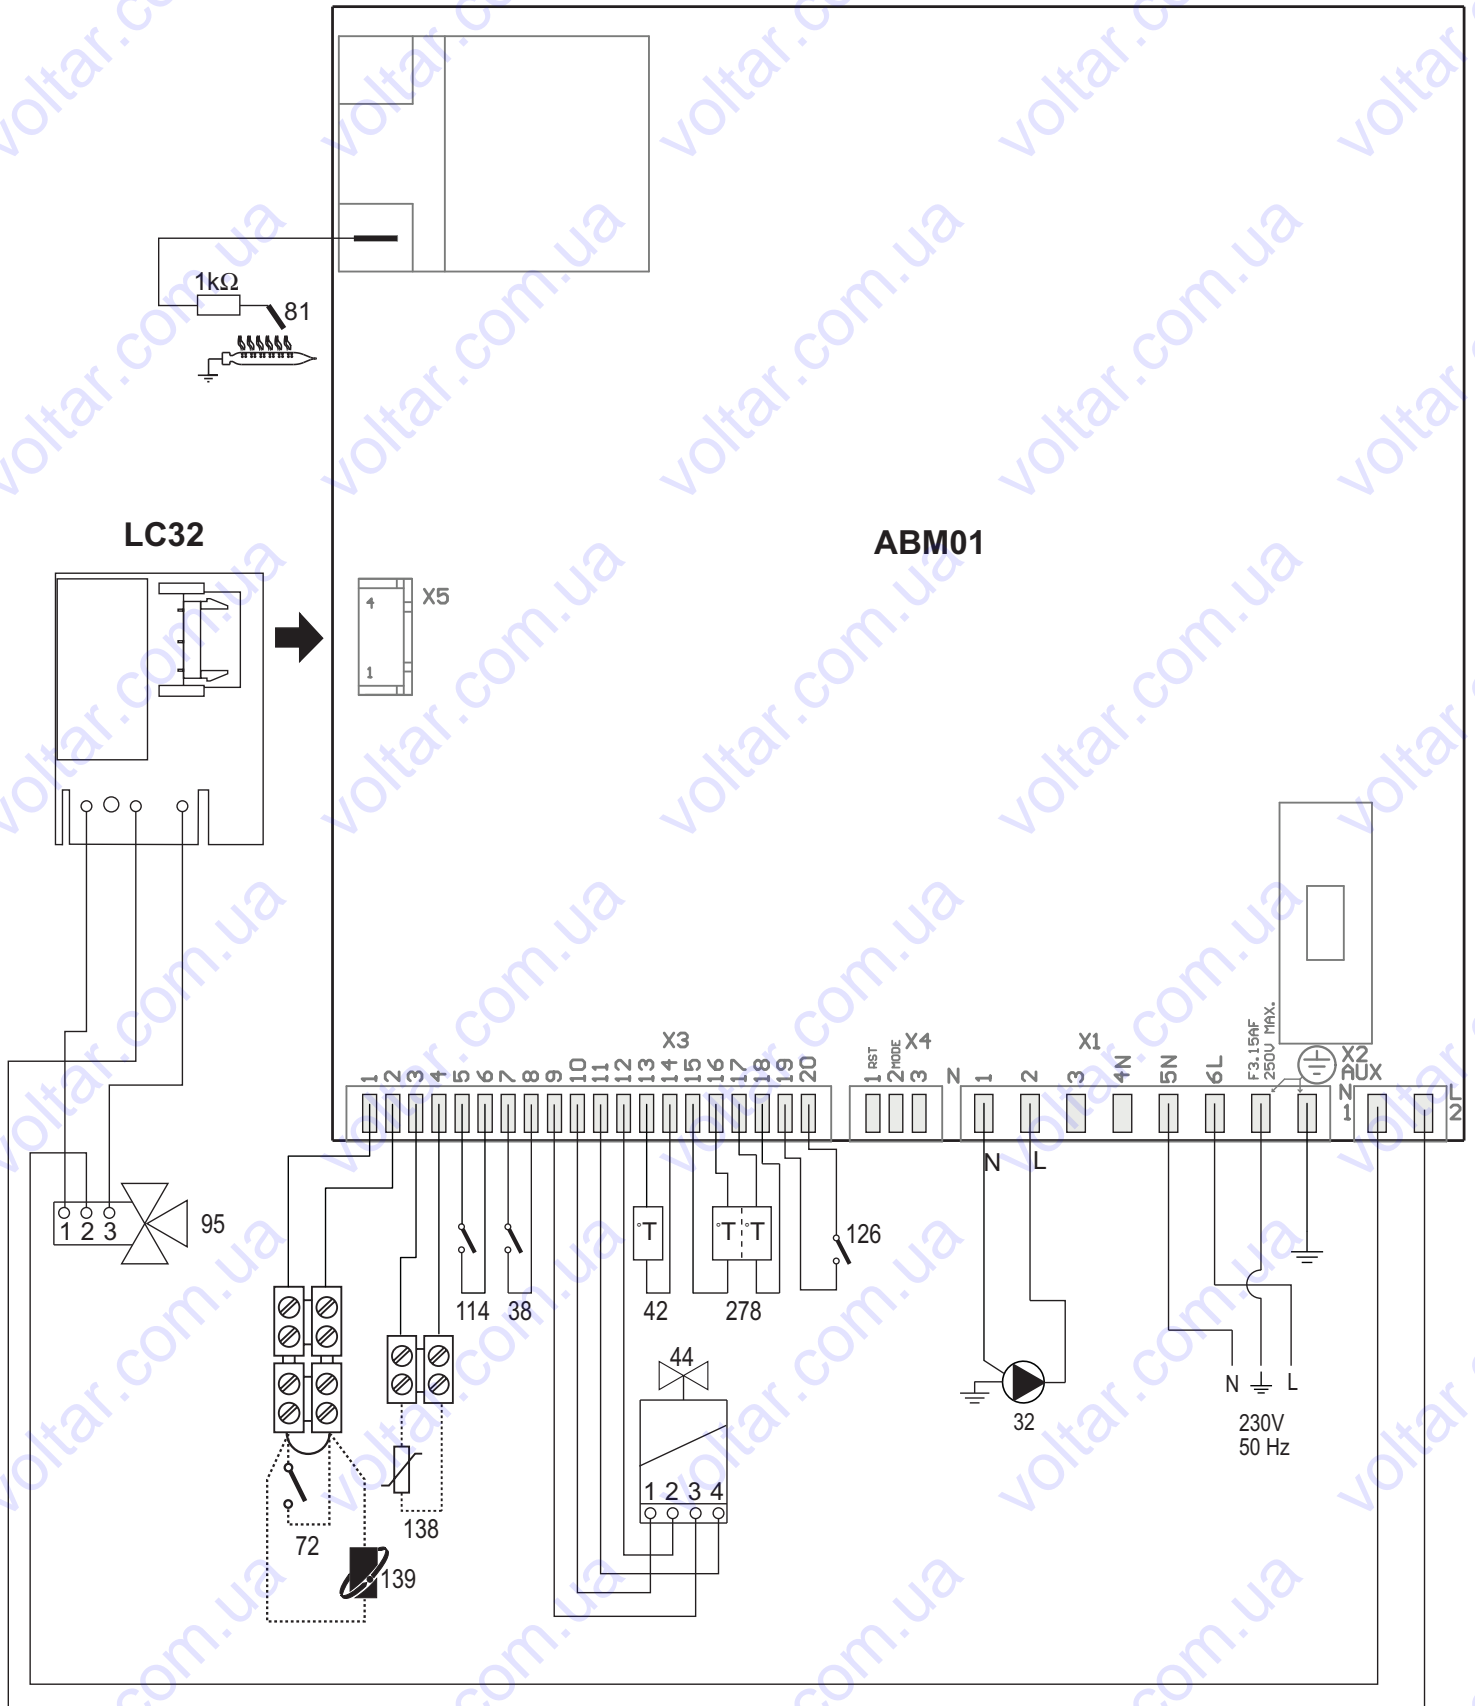 1kΩ
81
LC32
ABM01
X5
4
1
X3
X4
X1
F3.15AF
250V MAX.
X2
AUX
1 2 3 4 5 6 7 8 9 10 11 12 13 14 15 16 17 18 19 20
1 RST
2 MODE
3
N
1 2 3 4N 5N 6L
N 1
L 2
N L
1 2 3
95
114
38
42
278
126
44
1 2 3 4
32
N L
230V
50 Hz
72
138
139
°T
°T °T
voltar.com.ua